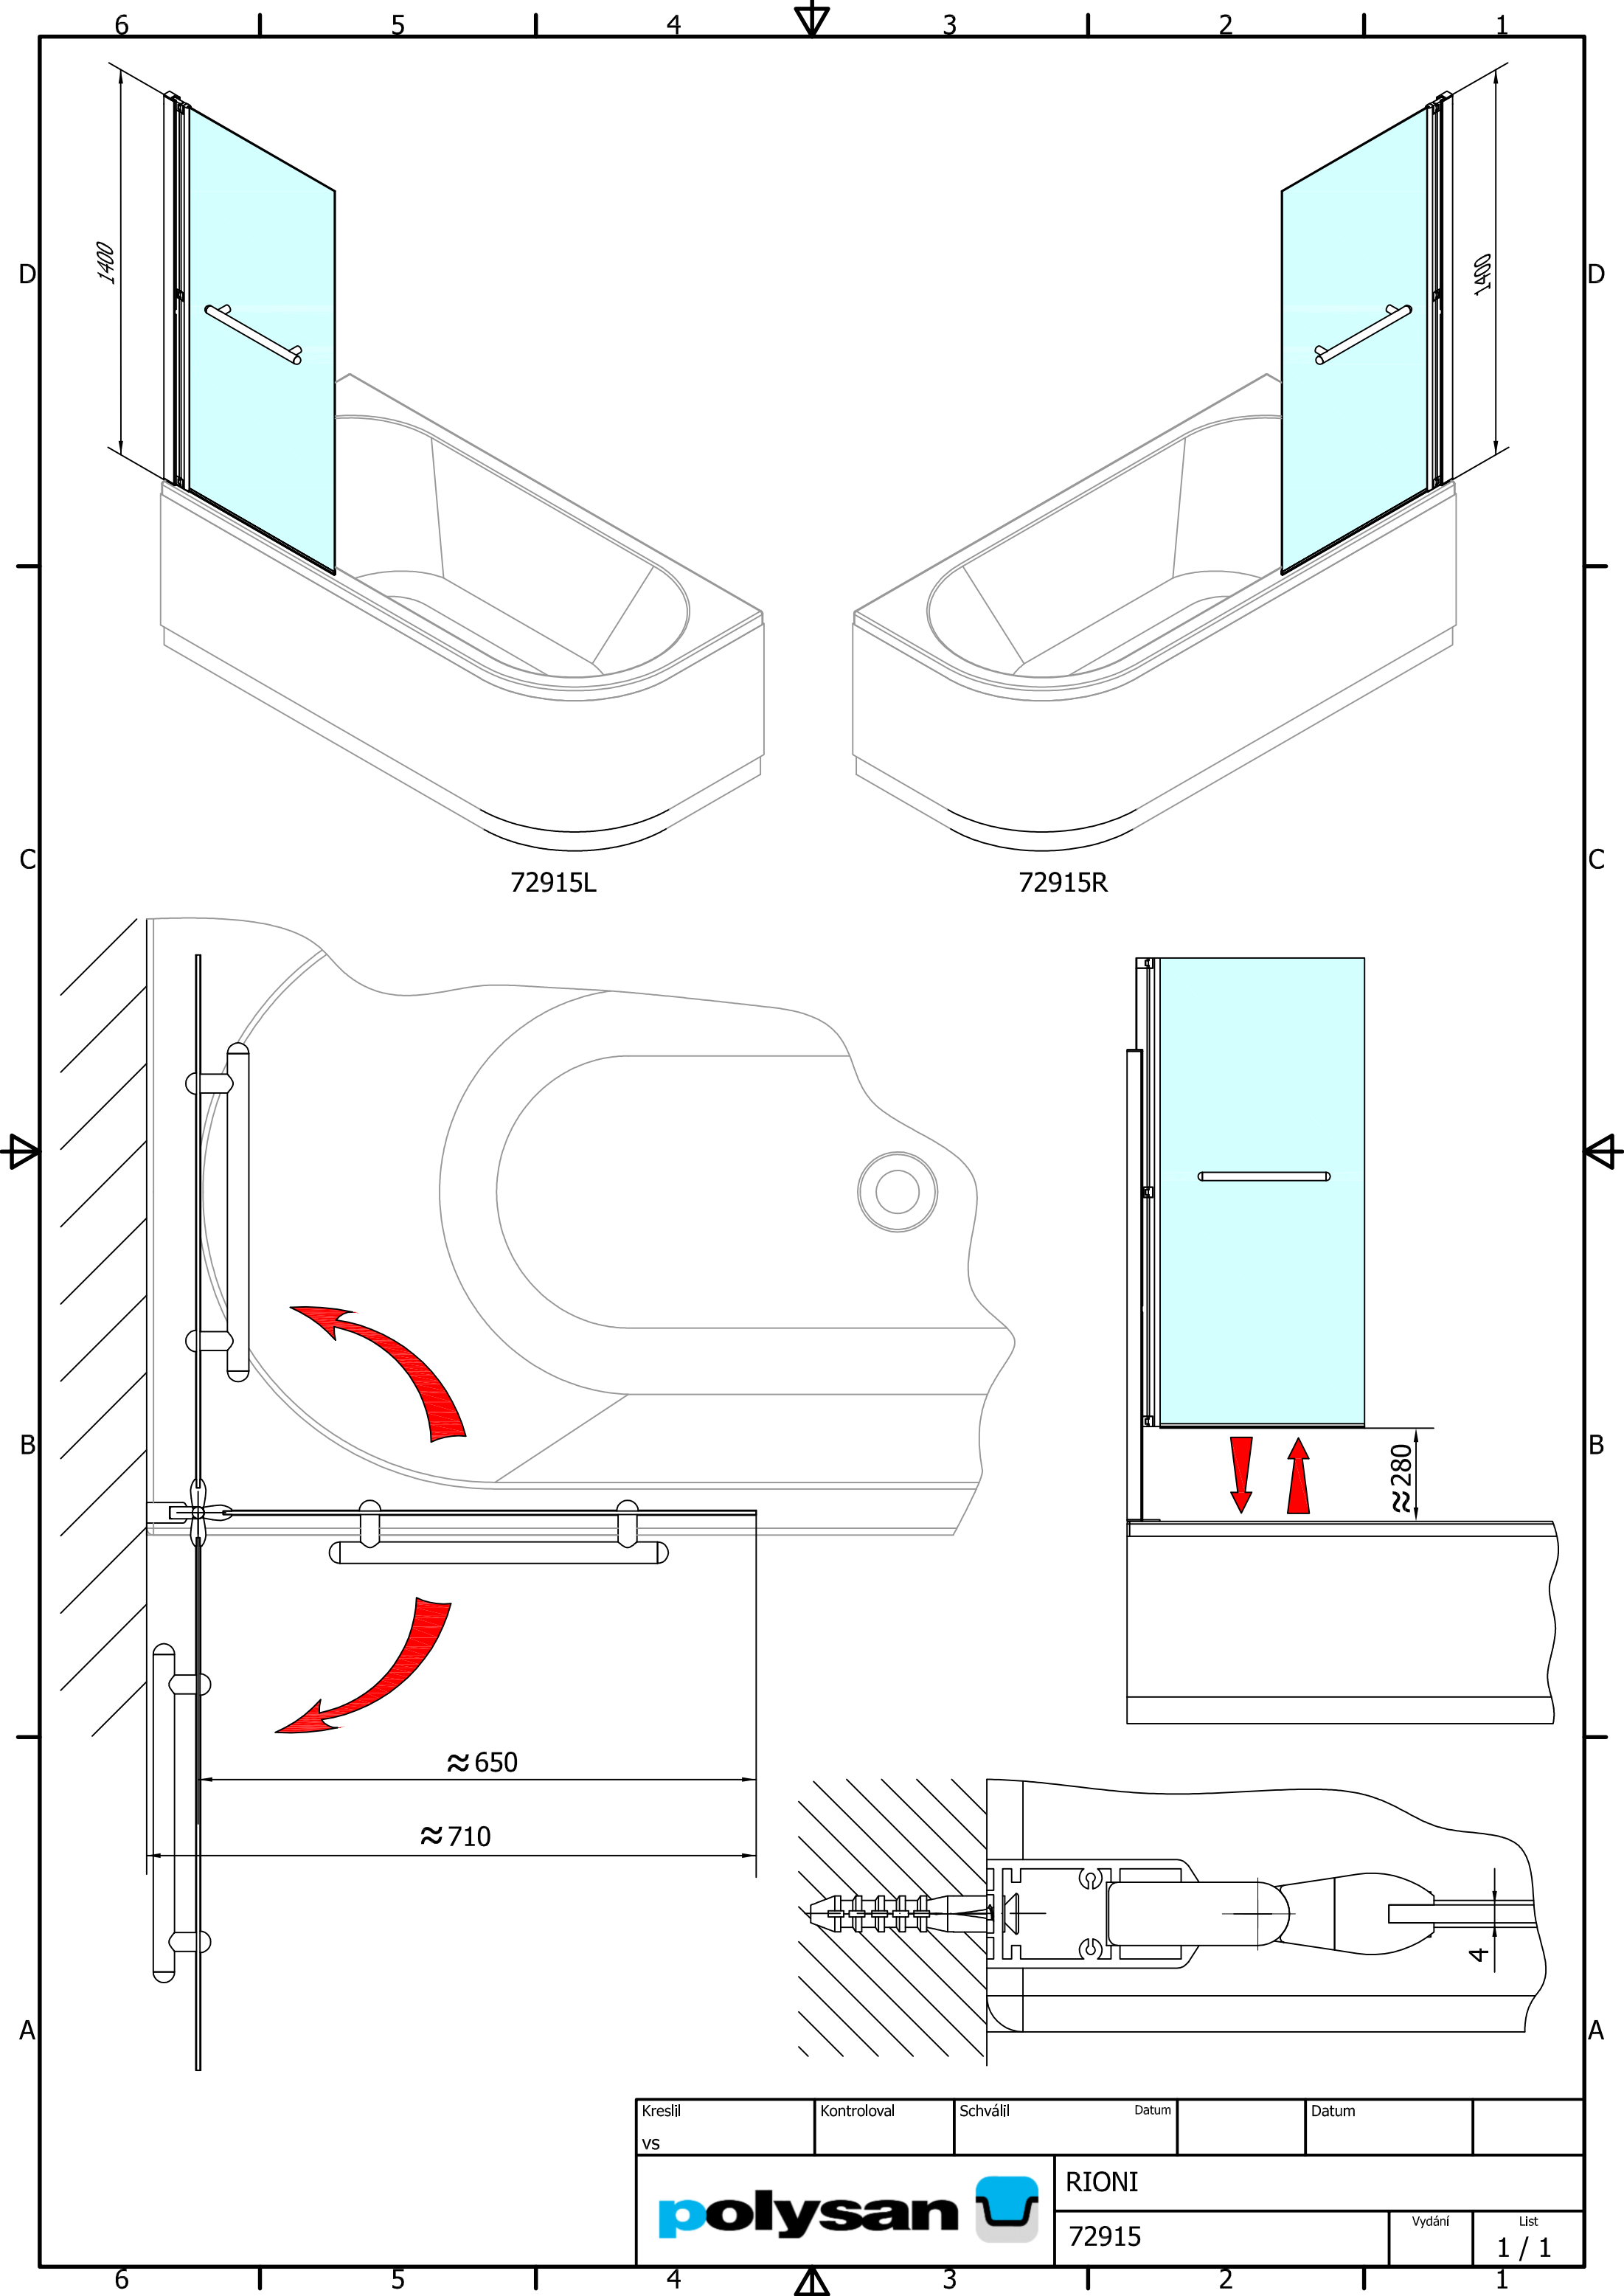 6 5 4 3 2 1
1400
1400
D D
C C
72915L 72915R
B B
≈280
≈650
≈710
4
A A
Kreslil Kontroloval Schválil Datum Datum
vs
polysan
RIONI
72915
Vydání List
1 / 1
6 5 4 3 2 1